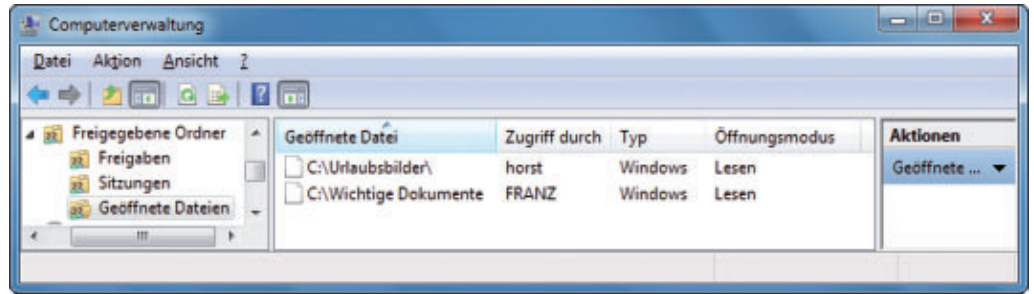 Computerverwaltung
Datei Aktion Ansicht ?
Freigegebene Ordner
Freigaben
Sitzungen
Geöffnete Dateien
Geöffnete Datei Zugriff durch Typ Öffnungsmodus
C:\Urlaubsbilder\ horst Windows Lesen
C:\Wichtige Dokumente FRANZ Windows Lesen
Aktionen
Geöffnete ...